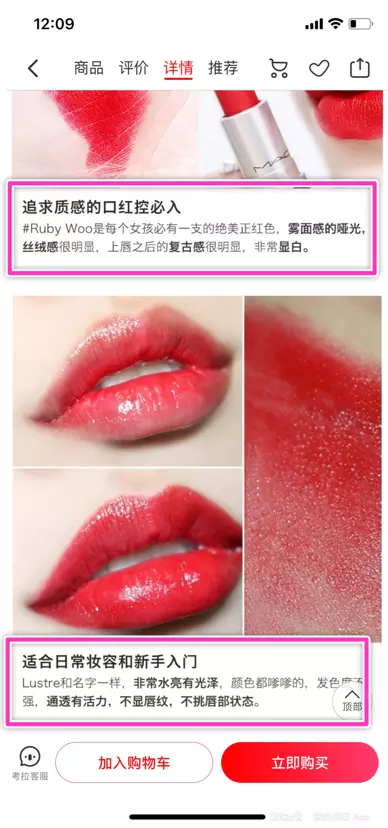 12:09
商品 评价 详情 推荐
MAC
追求质感的口红控必入
#Ruby Woo是每个女孩必有一支的绝美正红色，雾面感的哑光，
丝绒感很明显，上唇之后的复古感很明显，非常显白。
适合日常妆容和新手入门
Lustre和名字一样，非常水亮有光泽，颜色都嗲嗲的，发色度不
强，通透有活力，不显唇纹，不挑唇部状态。
顶部
考拉客服
加入购物车
立即购买